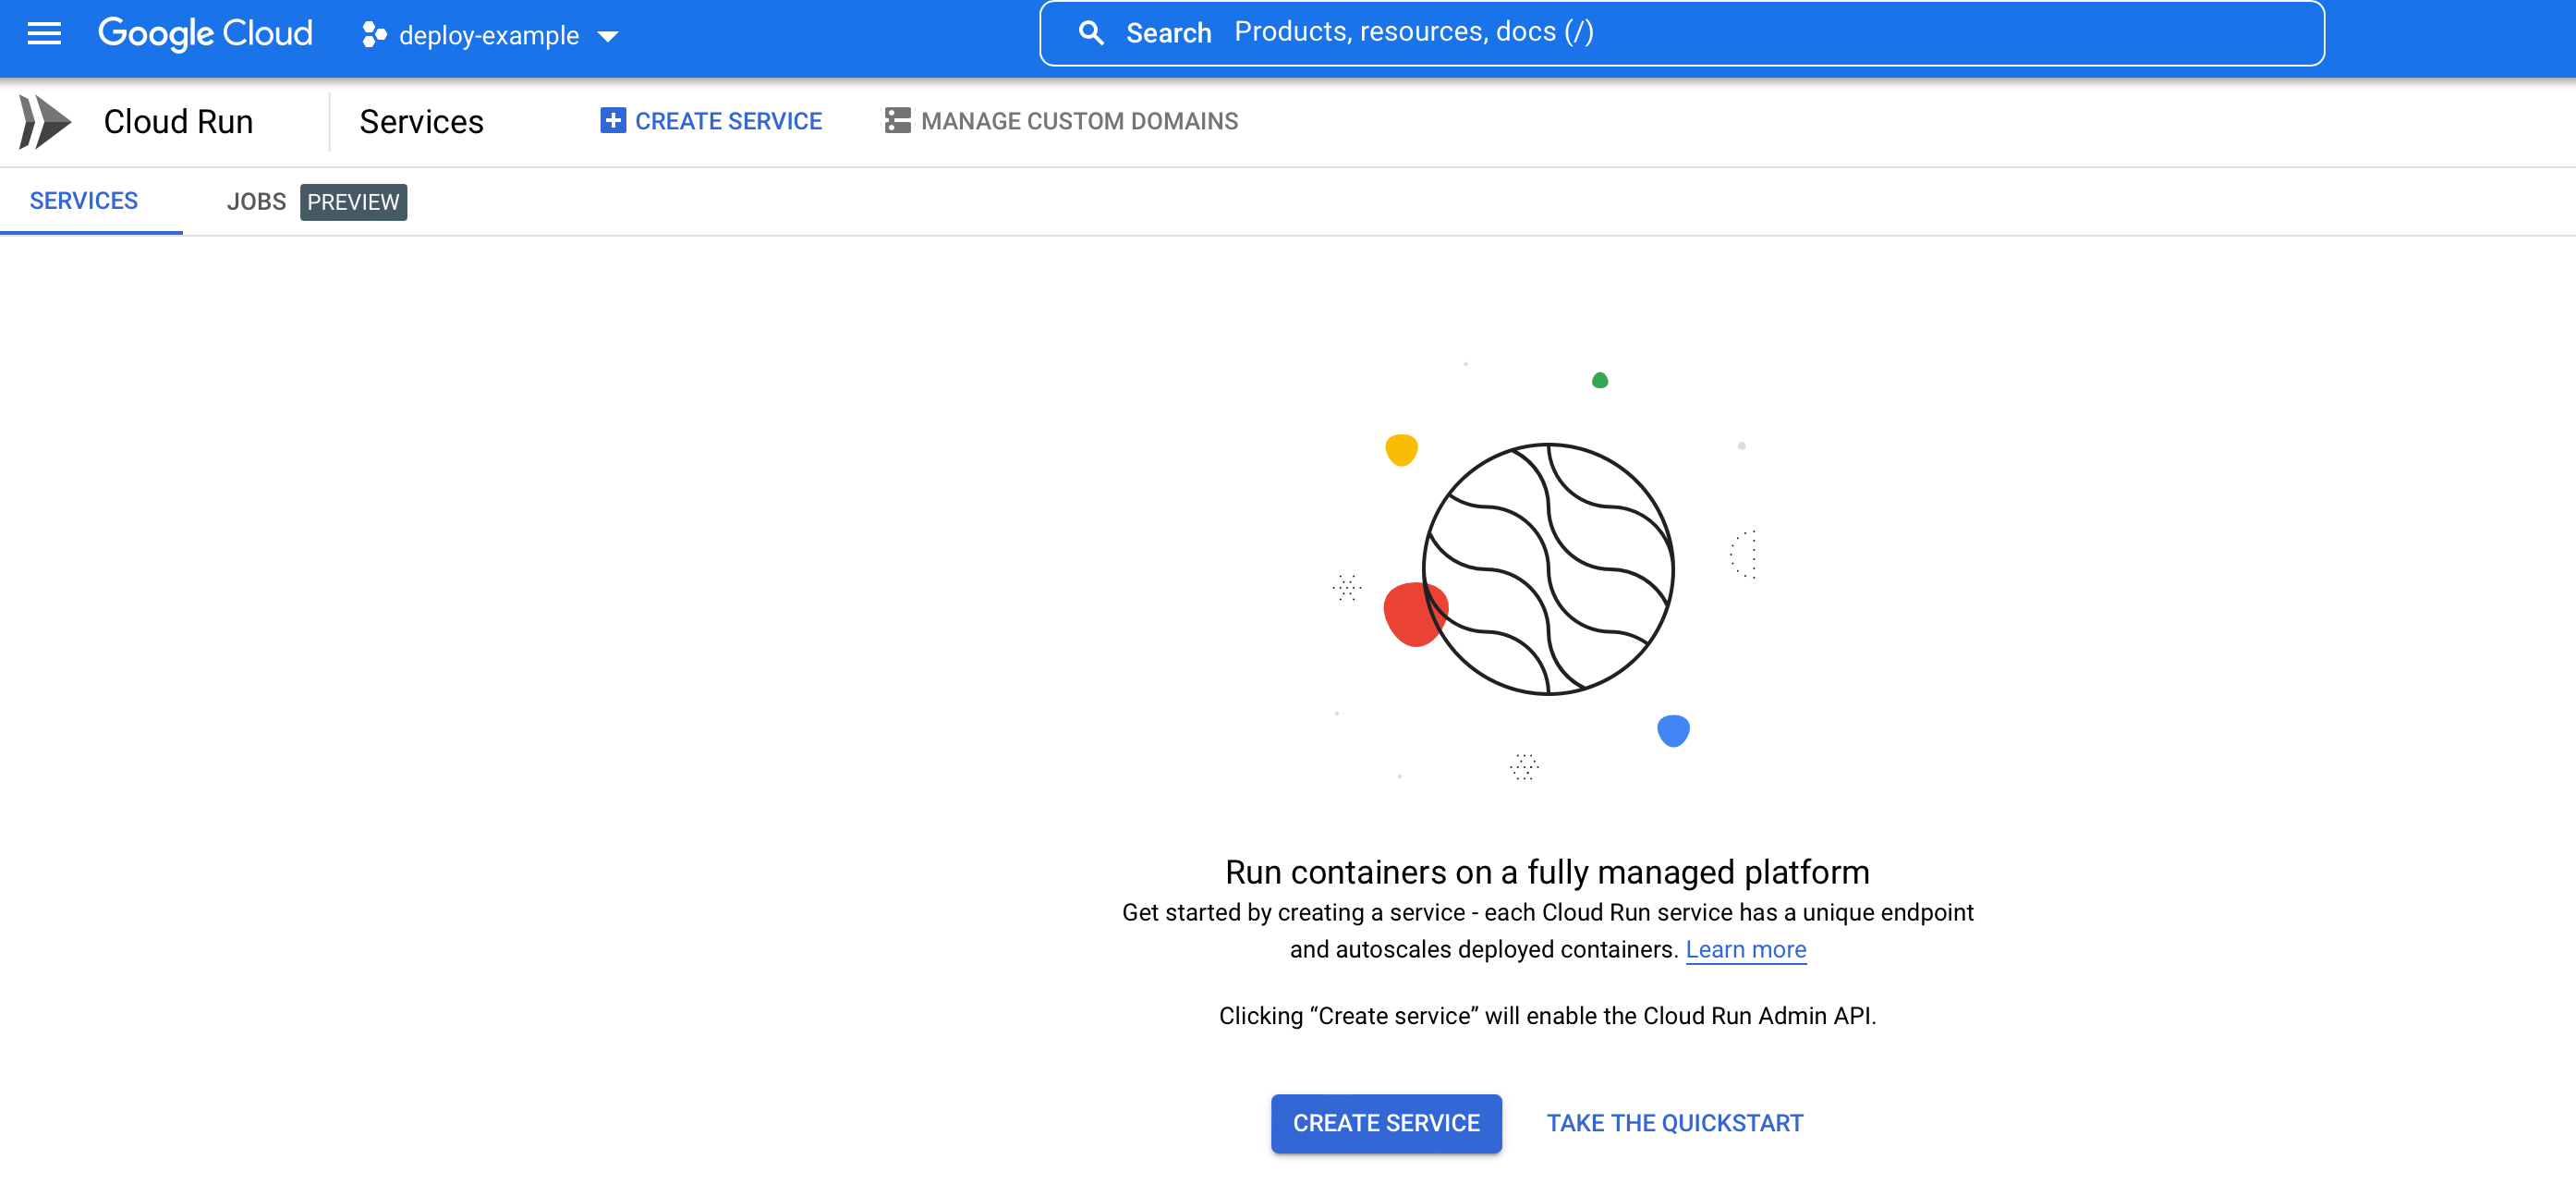 Google Cloud deploy-example Search Products, resources, docs (/)
Cloud Run Services CREATE SERVICE MANAGE CUSTOM DOMAINS
SERVICES JOBS PREVIEW
Run containers on a fully managed platform
Get started by creating a service - each Cloud Run service has a unique endpoint
and autoscales deployed containers. Learn more
Clicking “Create service” will enable the Cloud Run Admin API.
CREATE SERVICE TAKE THE QUICKSTART